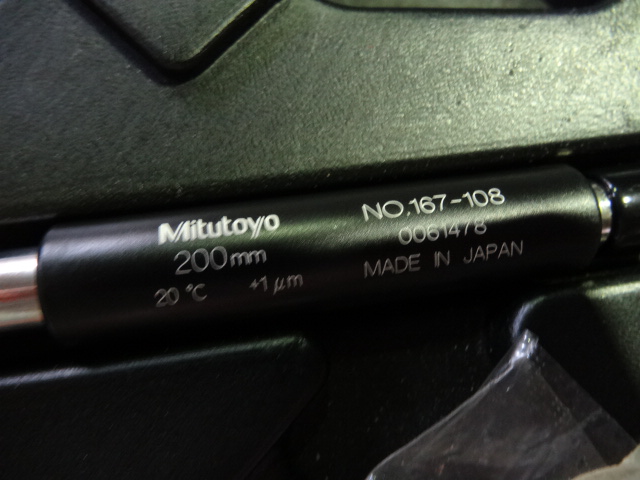 Mitutoyo
200mm
20 °C +1 μm
NO.167-108
0061478
MADE IN JAPAN